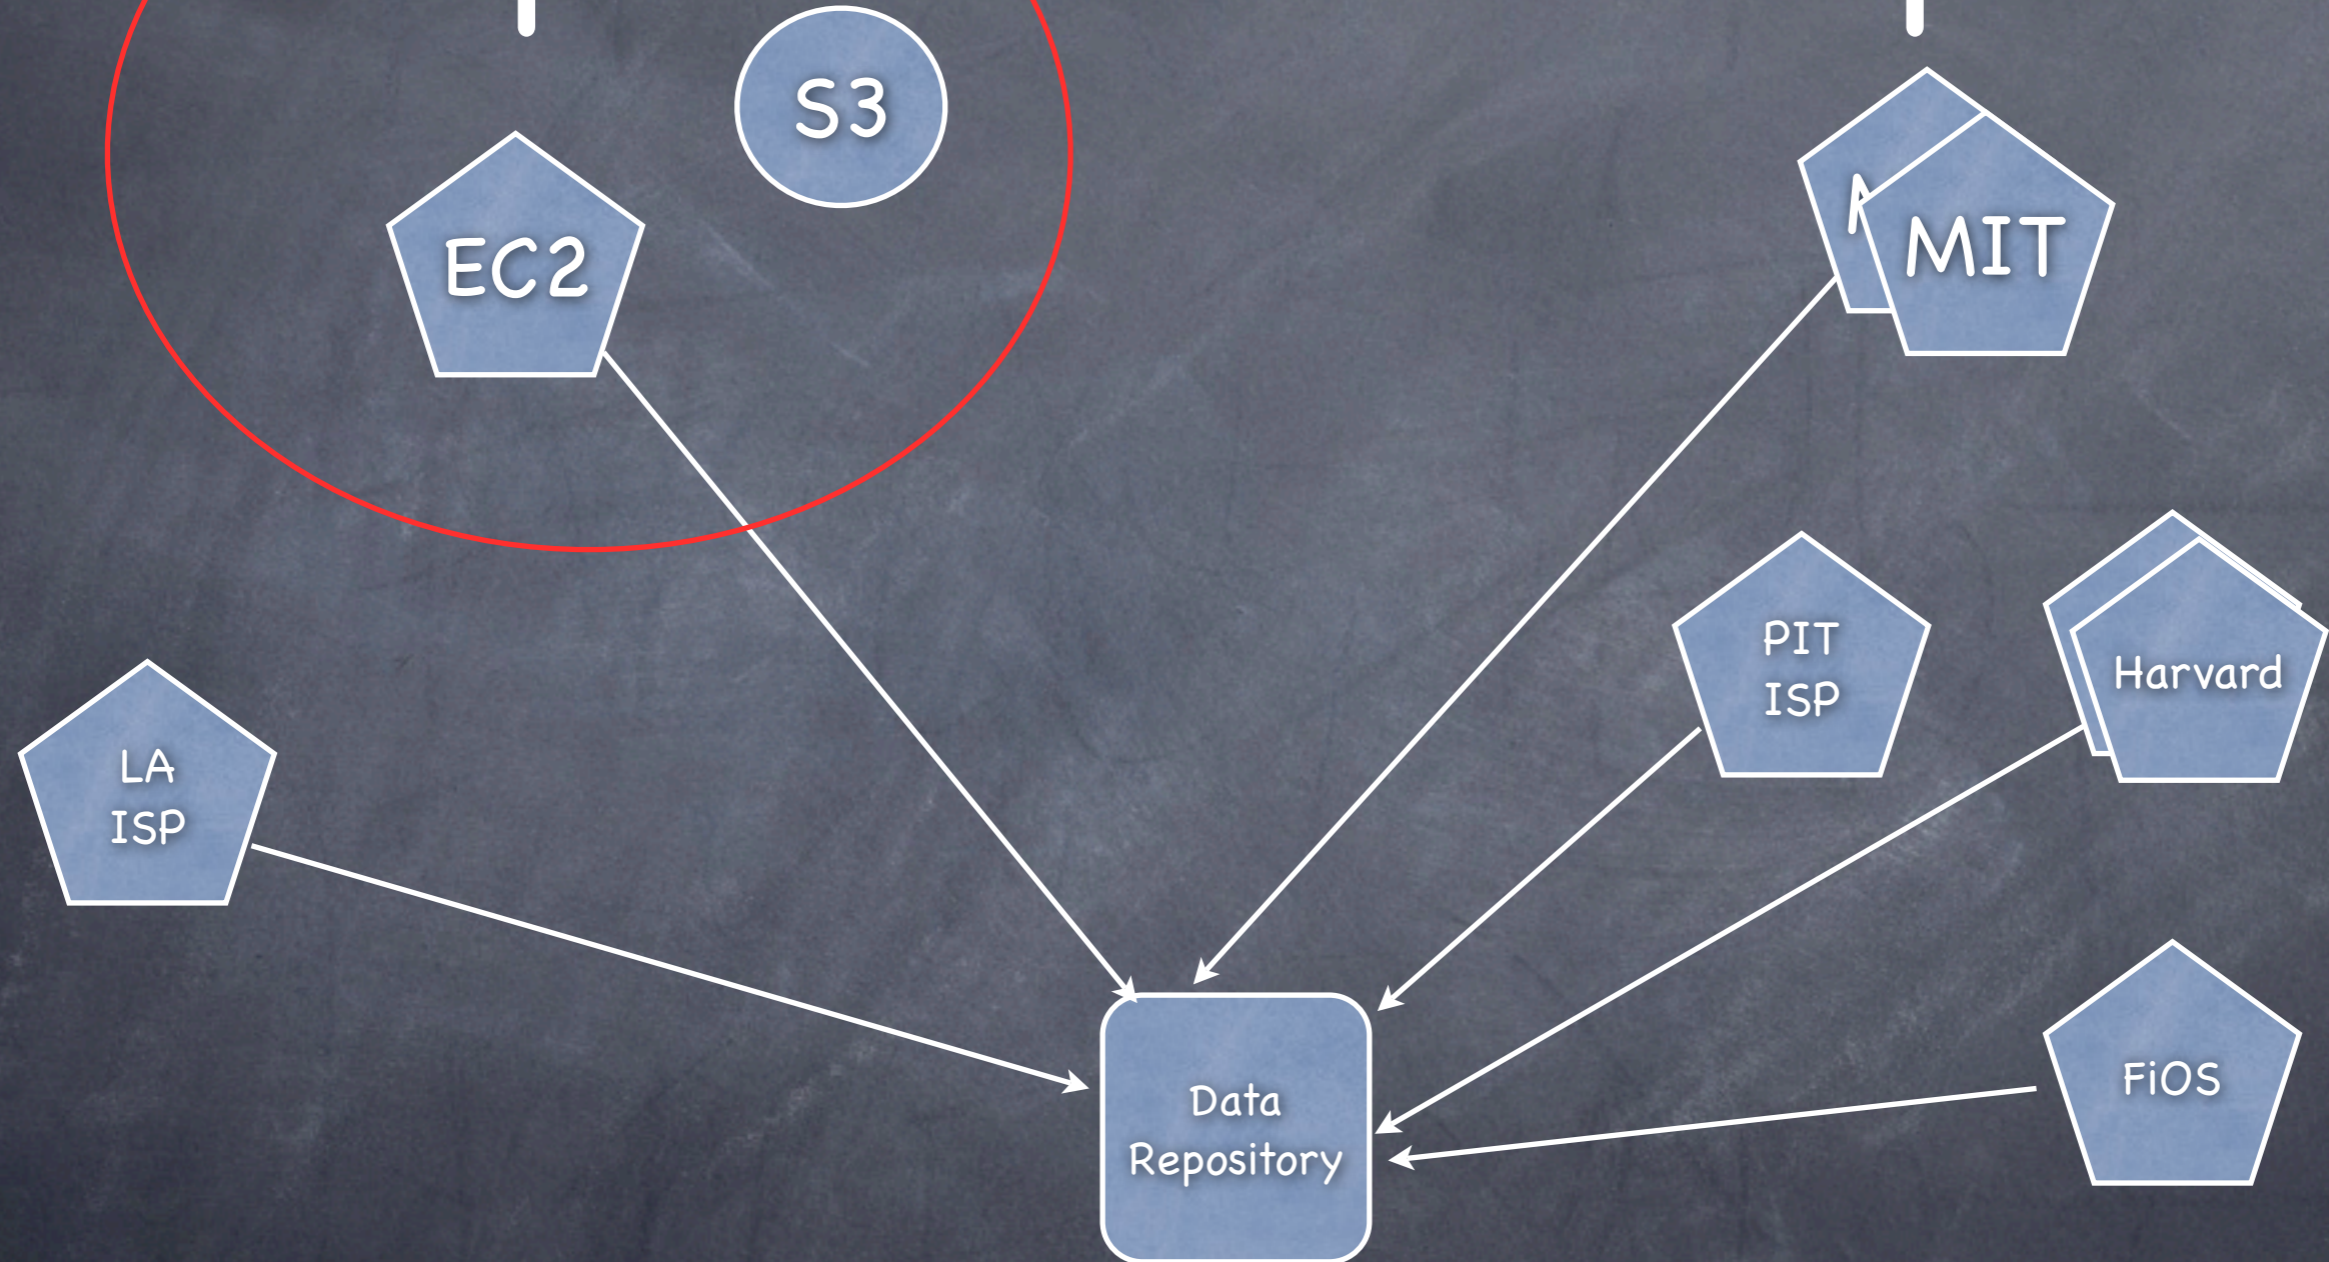 S3
EC2
MIT
PIT
ISP
Harvard
LA
ISP
FiOS
Data
Repository